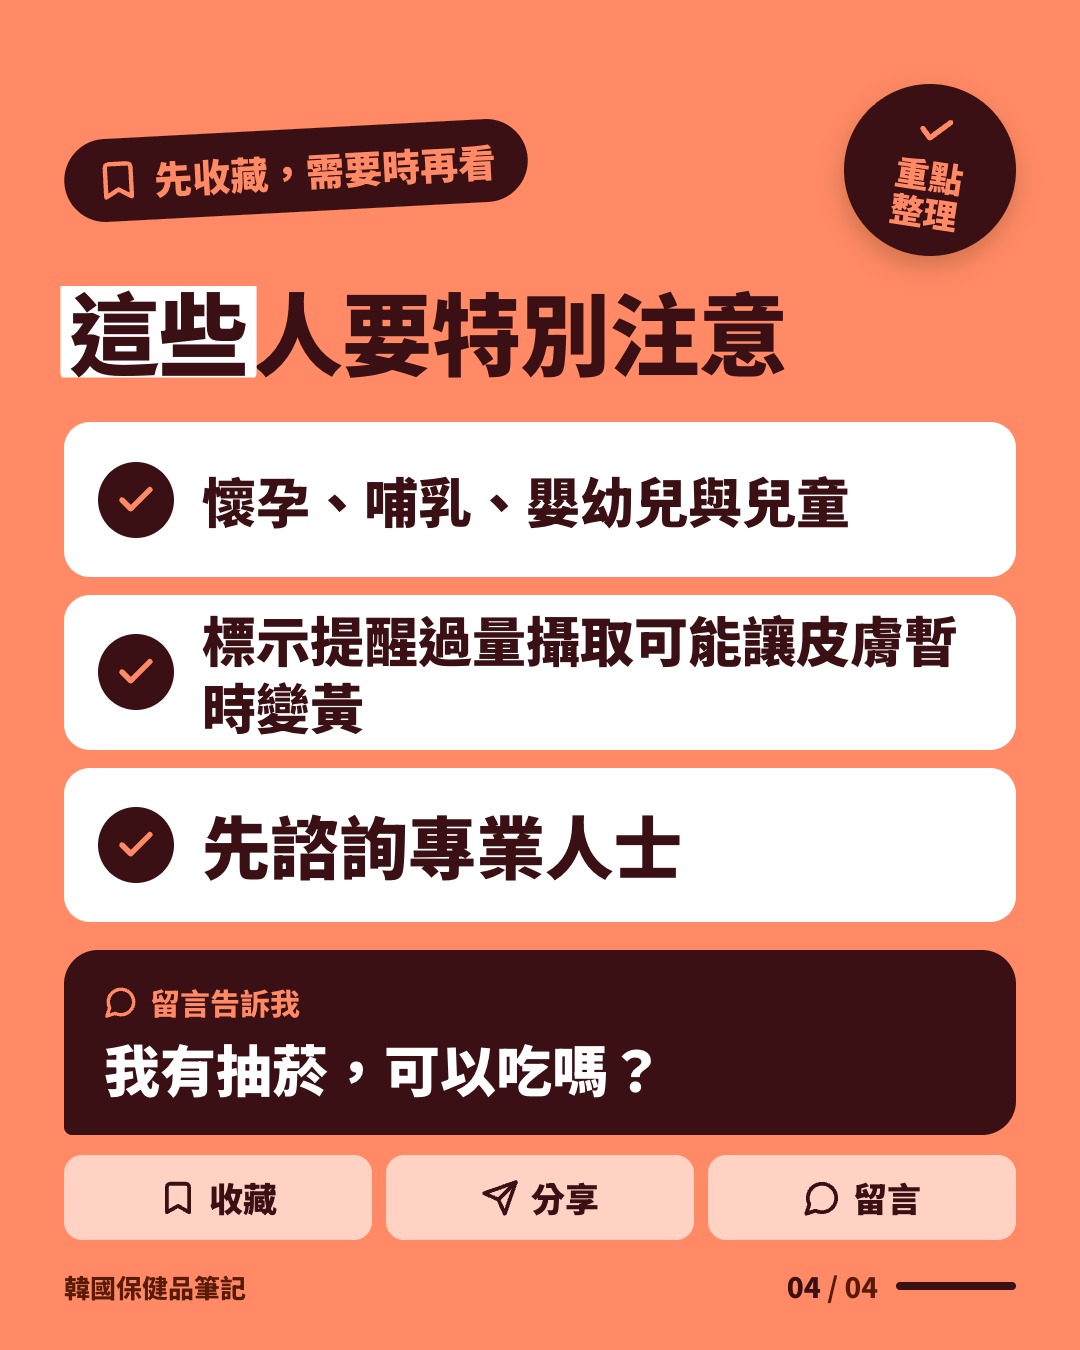 先收藏，需要時再看
重點
整理
這些人要特別注意
懷孕、哺乳、嬰幼兒與兒童
標示提醒過量攝取可能讓皮膚暫
時變黃
先諮詢專業人士
留言告訴我
我有抽菸，可以吃嗎？
收藏
分享
留言
韓國保健品筆記
04 / 04